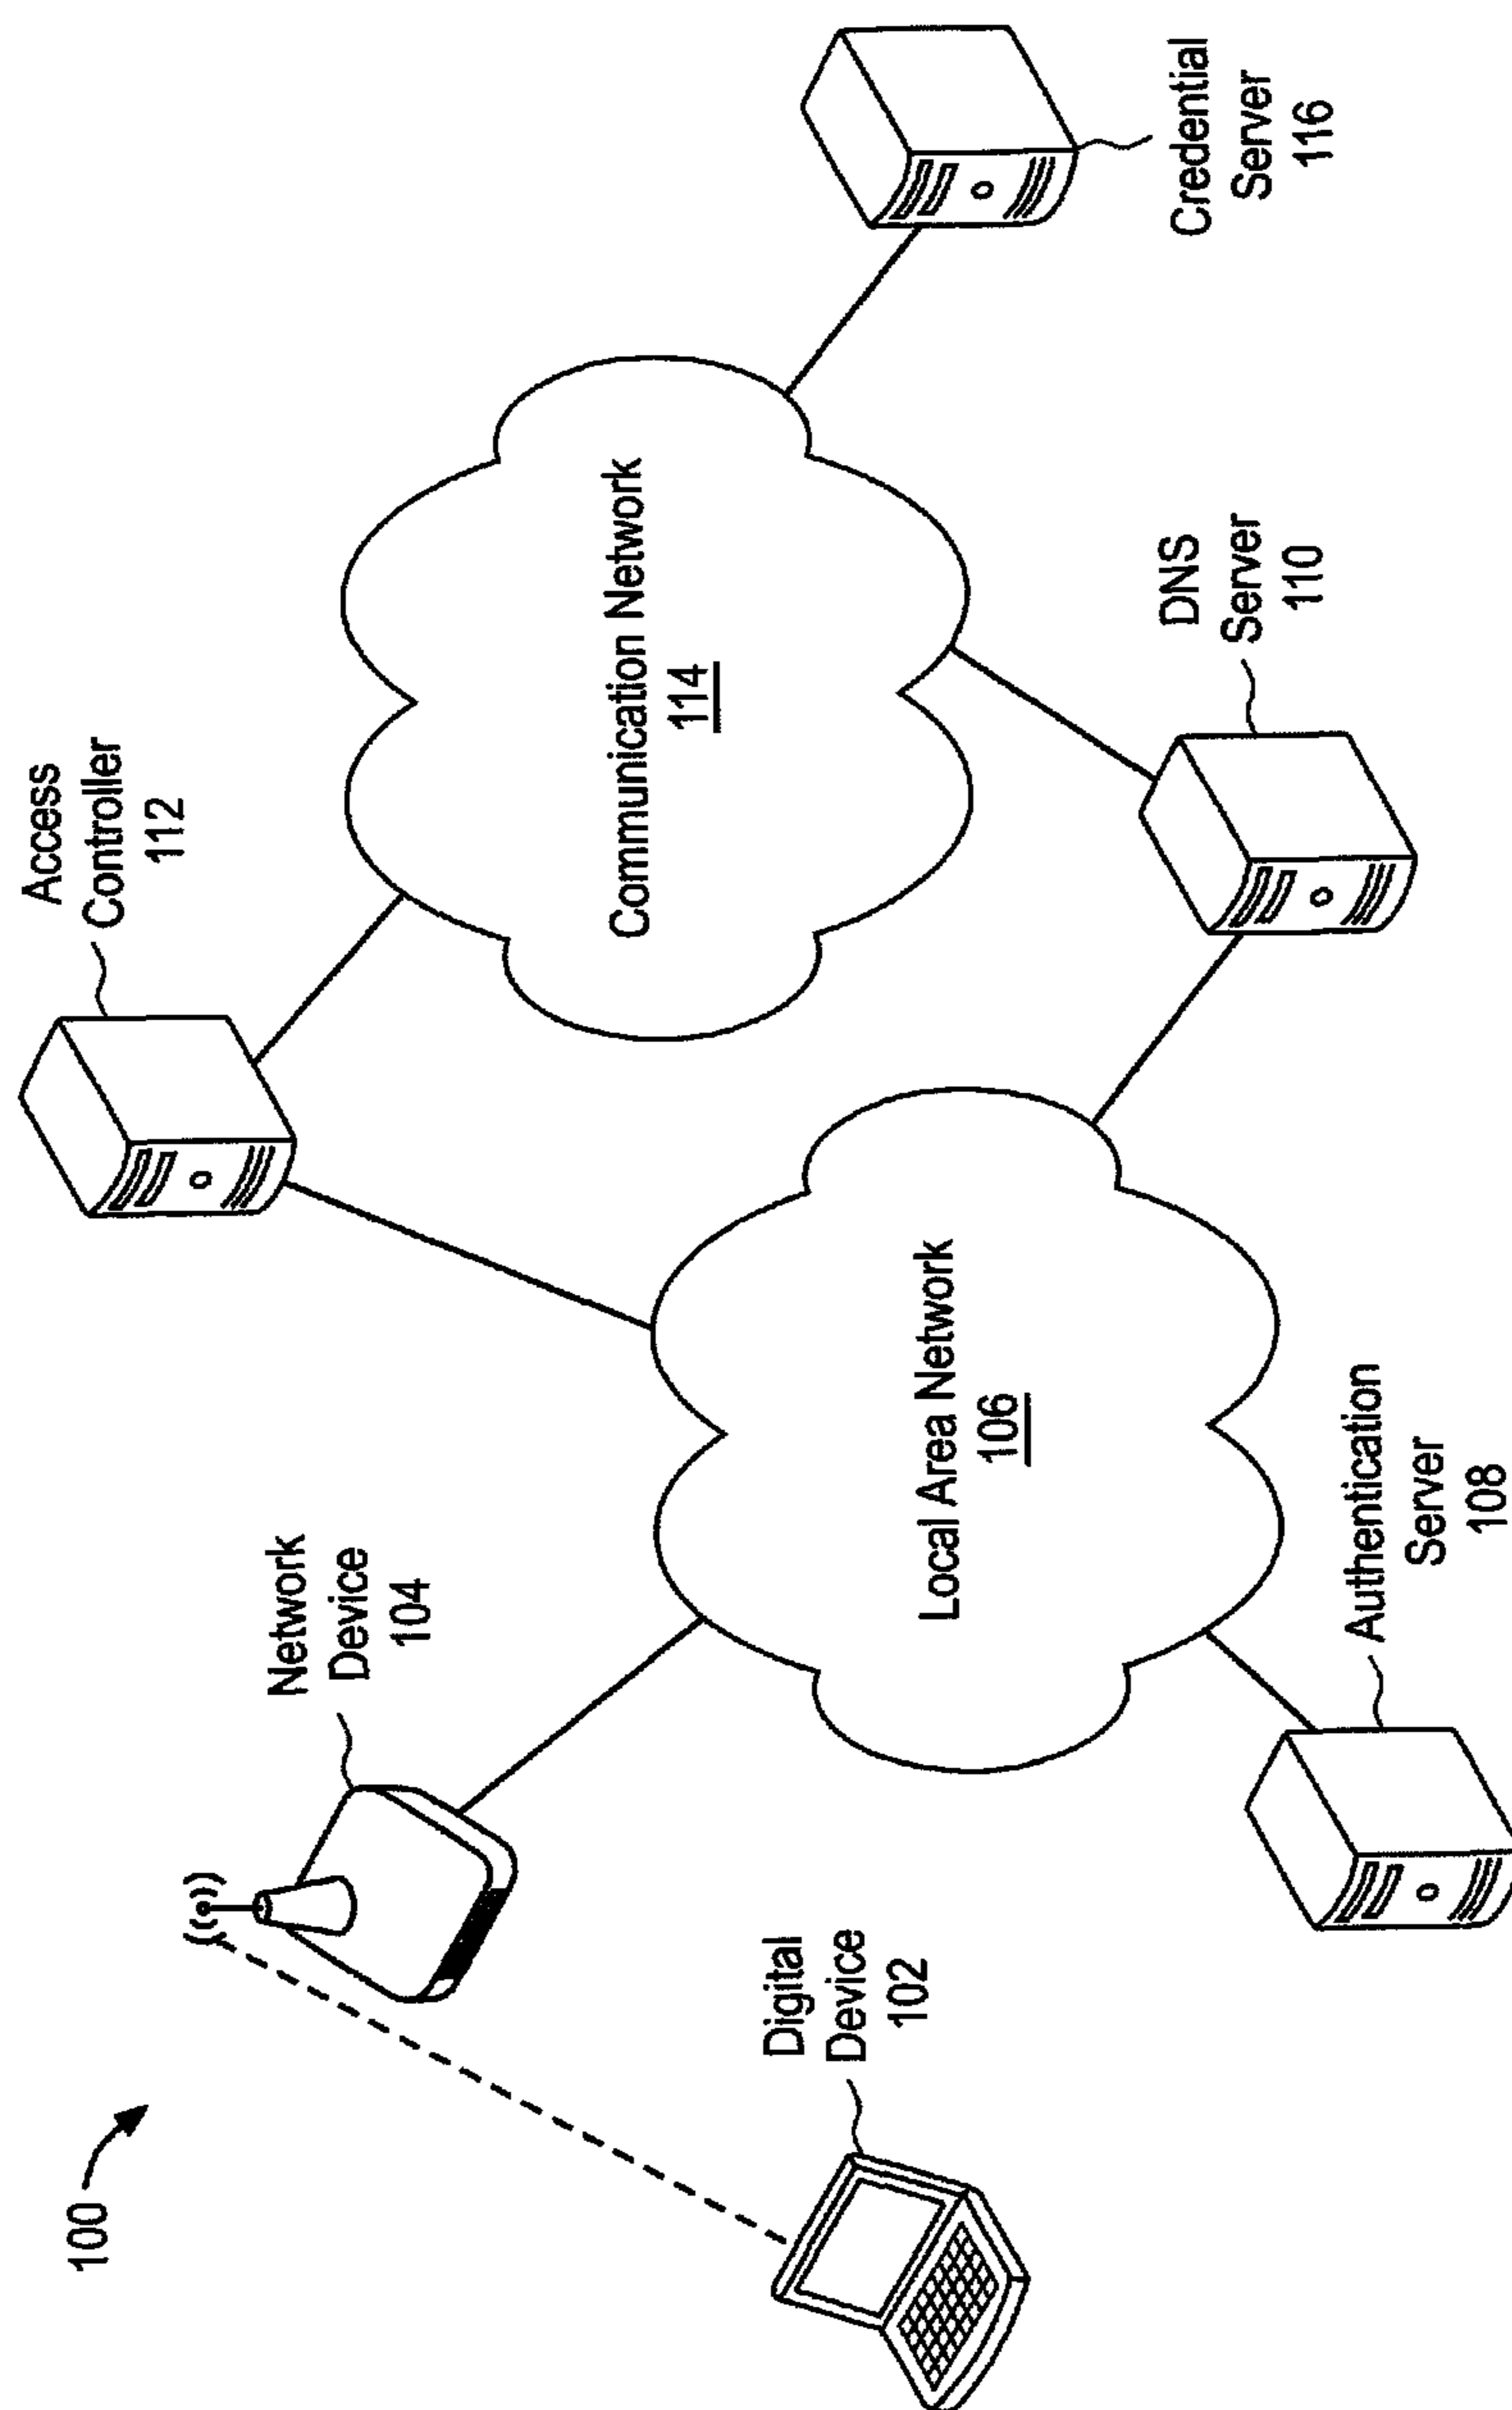 100
Access
Controller
112
Network
Device
104
Digital
Device
102
Communication Network
114
Local Area Network
106
DNS
Server
110
Credential
Server
116
Authentication
Server
108